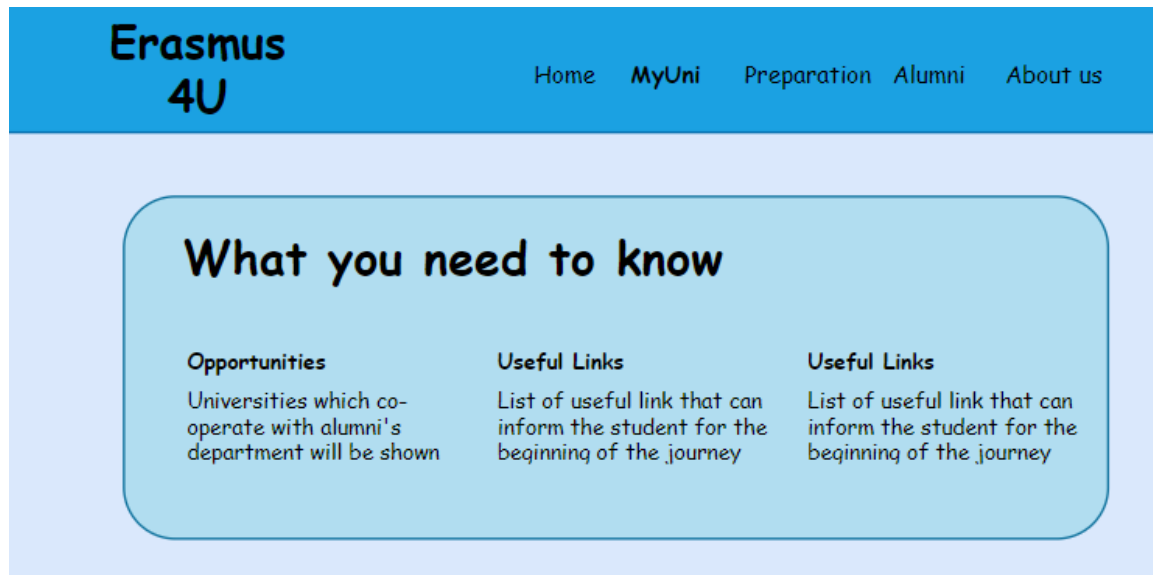 Erasmus
4U
Home MyUni Preparation Alumni About us
What you need to know
Opportunities
Universities which co-
operate with alumni's
department will be shown
Useful Links
List of useful link that can
inform the student for the
beginning of the journey
Useful Links
List of useful link that can
inform the student for the
beginning of the journey